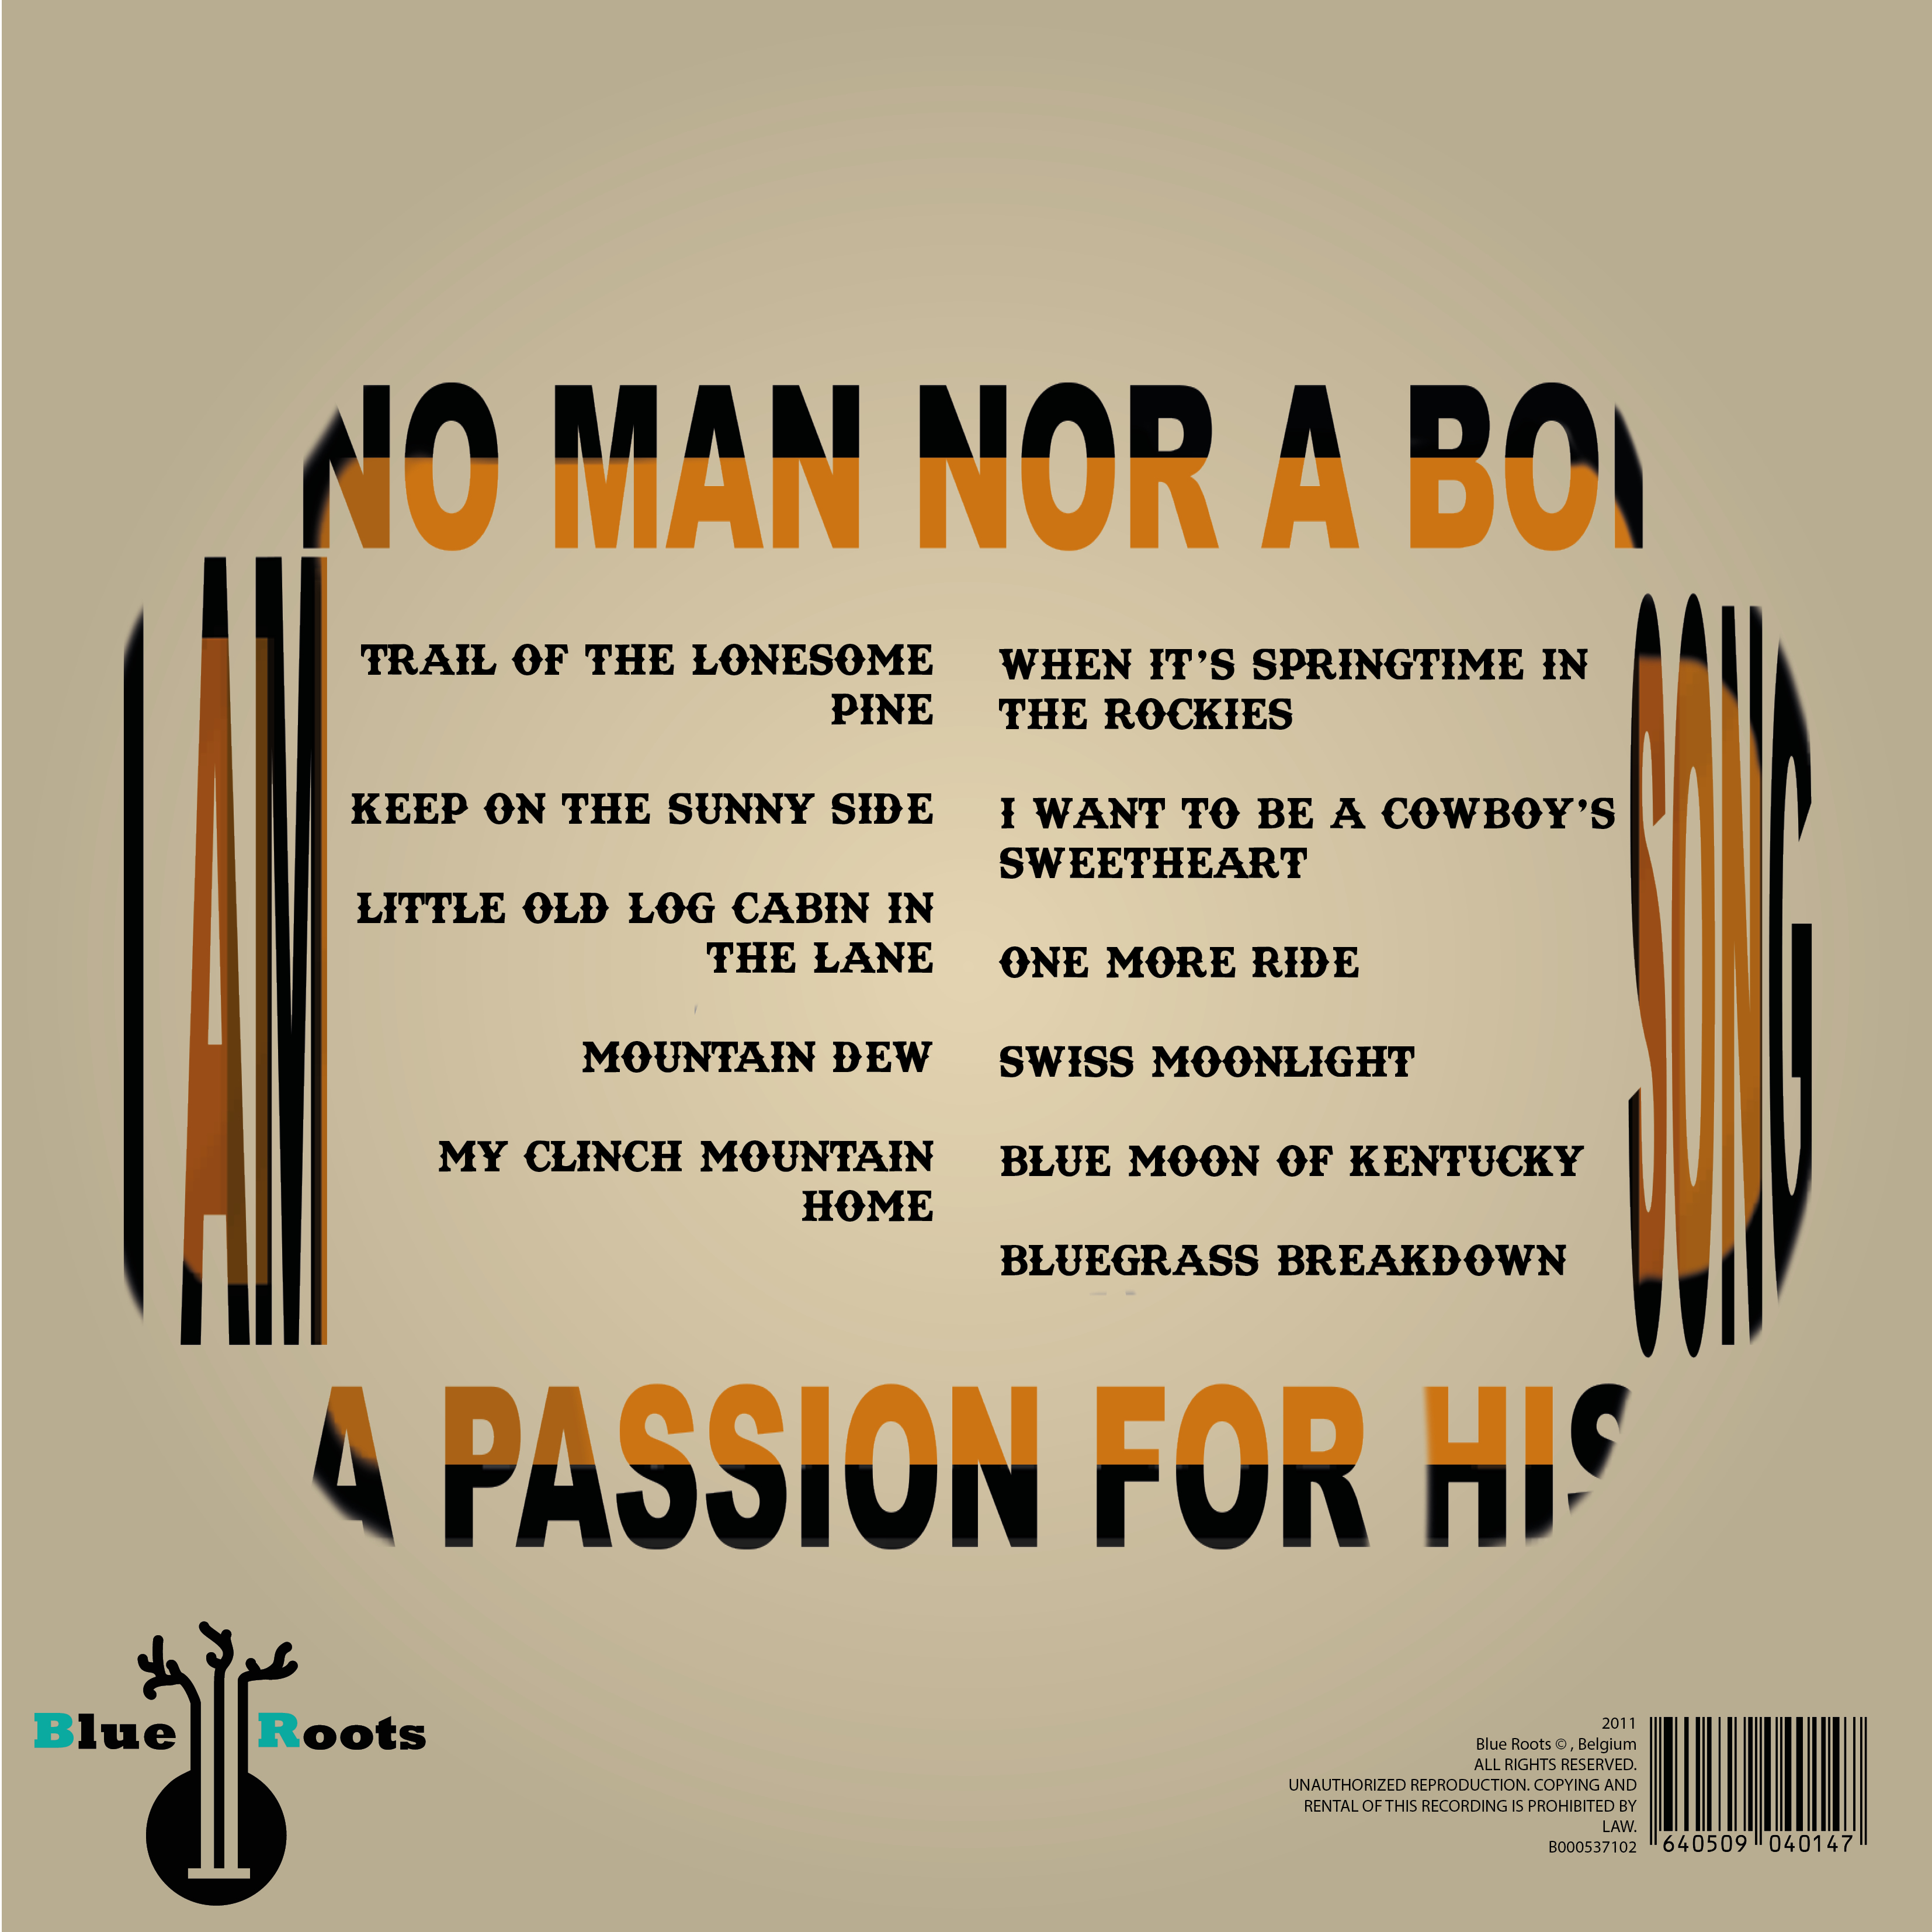 NO MAN NOR A BO
I AM
SONG
TRAIL OF THE LONESOME
PINE
KEEP ON THE SUNNY SIDE
LITTLE OLD LOG CABIN IN
THE LANE
MOUNTAIN DEW
MY CLINCH MOUNTAIN
HOME
WHEN IT'S SPRINGTIME IN
THE ROCKIES
I WANT TO BE A COWBOY'S
SWEETHEART
ONE MORE RIDE
SWISS MOONLIGHT
BLUE MOON OF KENTUCKY
BLUEGRASS BREAKDOWN
A PASSION FOR HIS
Blue Roots
2011
Blue Roots © , Belgium
ALL RIGHTS RESERVED.
UNAUTHORIZED REPRODUCTION. COPYING AND
RENTAL OF THIS RECORDING IS PROHIBITED BY
LAW.
B000537102
640509 040147